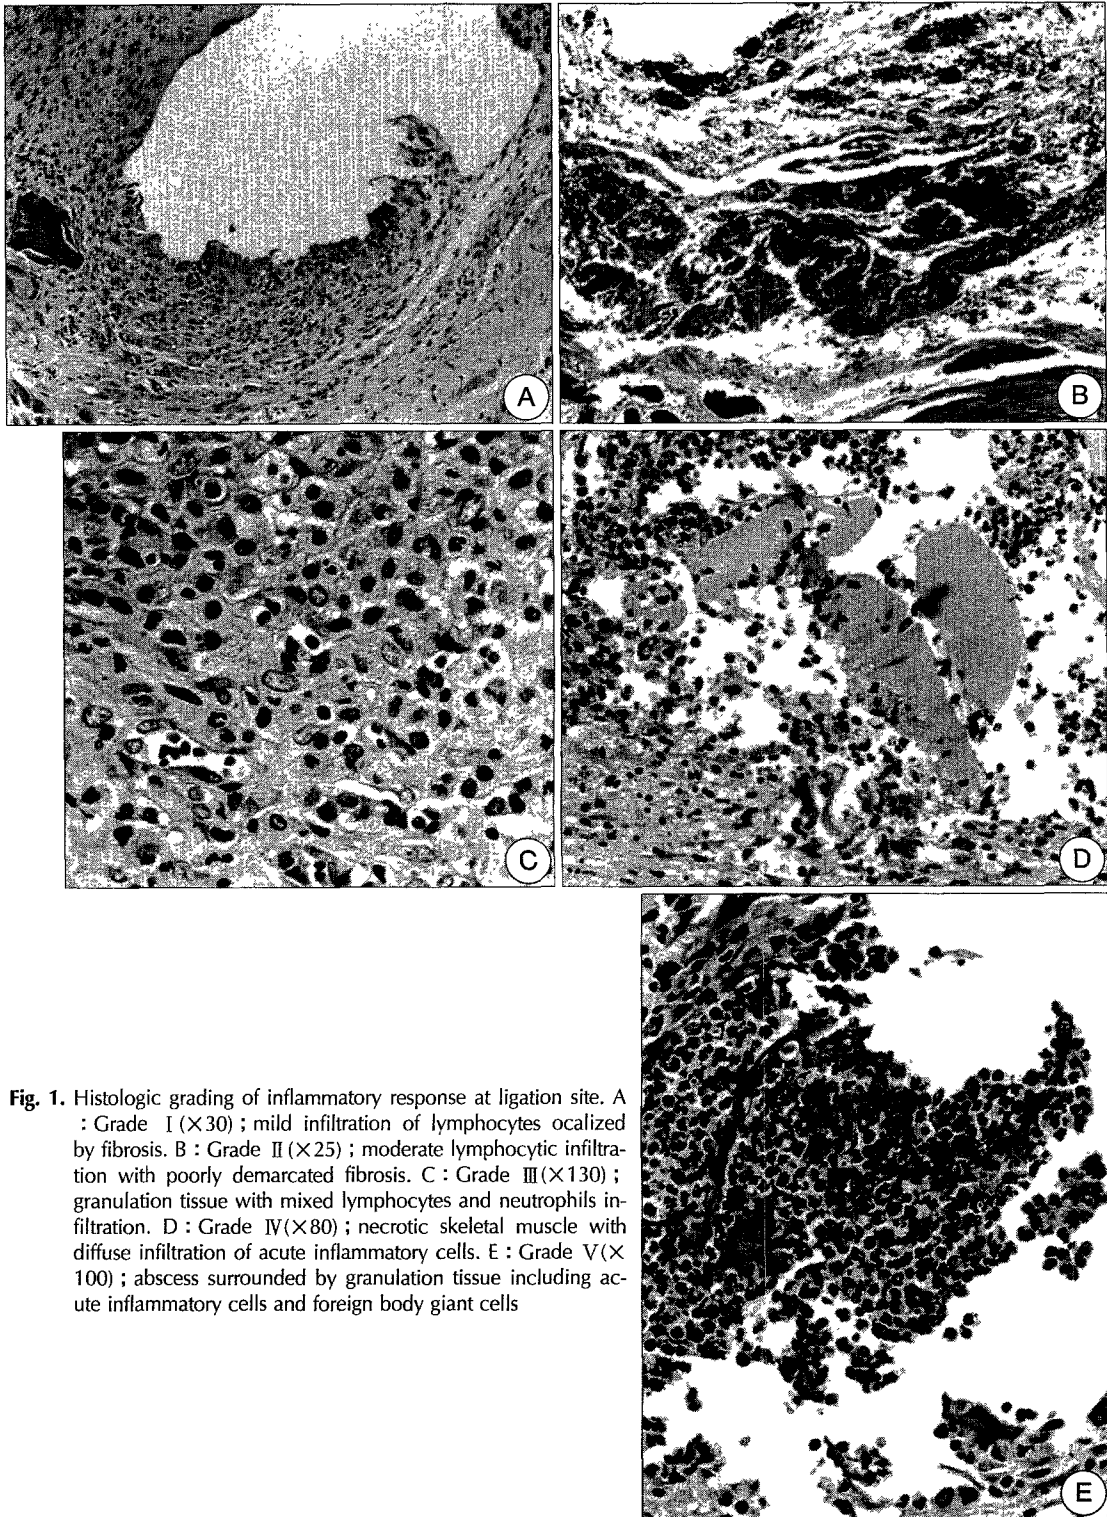 A
B
C
D
E
Fig. 1. Histologic grading of inflammatory response at ligation site. A
: Grade Ⅰ (×30) ; mild infiltration of lymphocytes ocalized
by fibrosis. B : Grade Ⅱ (×25) ; moderate lymphocytic infiltra-
tion with poorly demarcated fibrosis. C : Grade Ⅲ(×130) ;
granulation tissue with mixed lymphocytes and neutrophils in-
filtration. D : Grade Ⅳ(×80) ; necrotic skeletal muscle with
diffuse infiltration of acute inflammatory cells. E : Grade Ⅴ(×
100) ; abscess surrounded by granulation tissue including ac-
ute inflammatory cells and foreign body giant cells